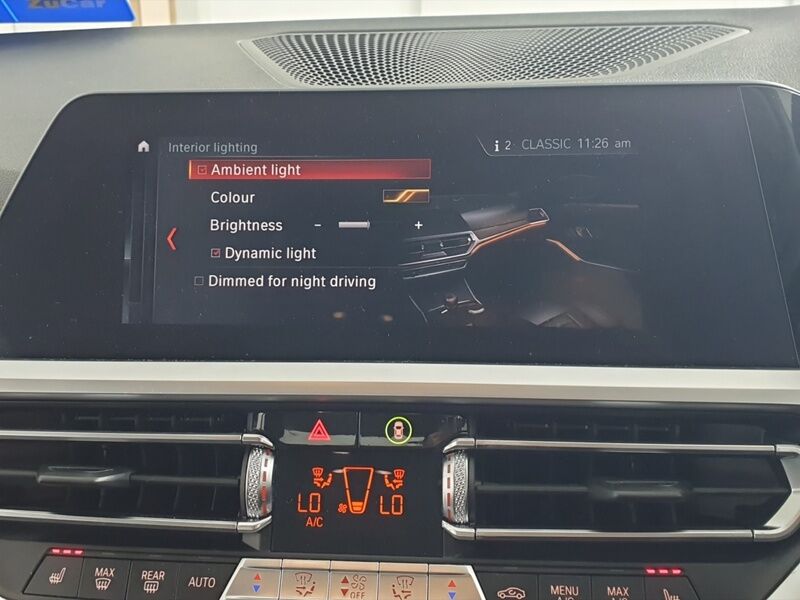 ZuCar
Interior lighting
i 2 CLASSIC 11:26 am
Ambient light
Colour
Brightness - +
Dynamic light
Dimmed for night driving
LO LO
A/C
MAX
REAR
AUTO
OFF
MENU
A/C
MAX
A/C